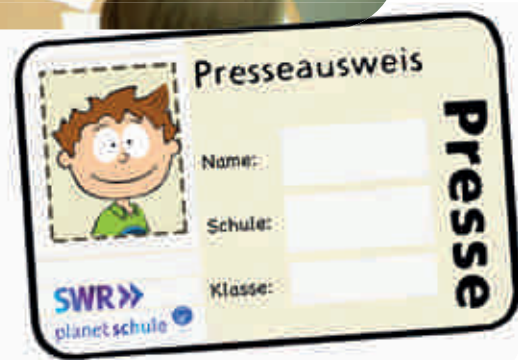 Presseausweis
Name:
Schule:
Klasse:
Presse
SWR»
planet schule